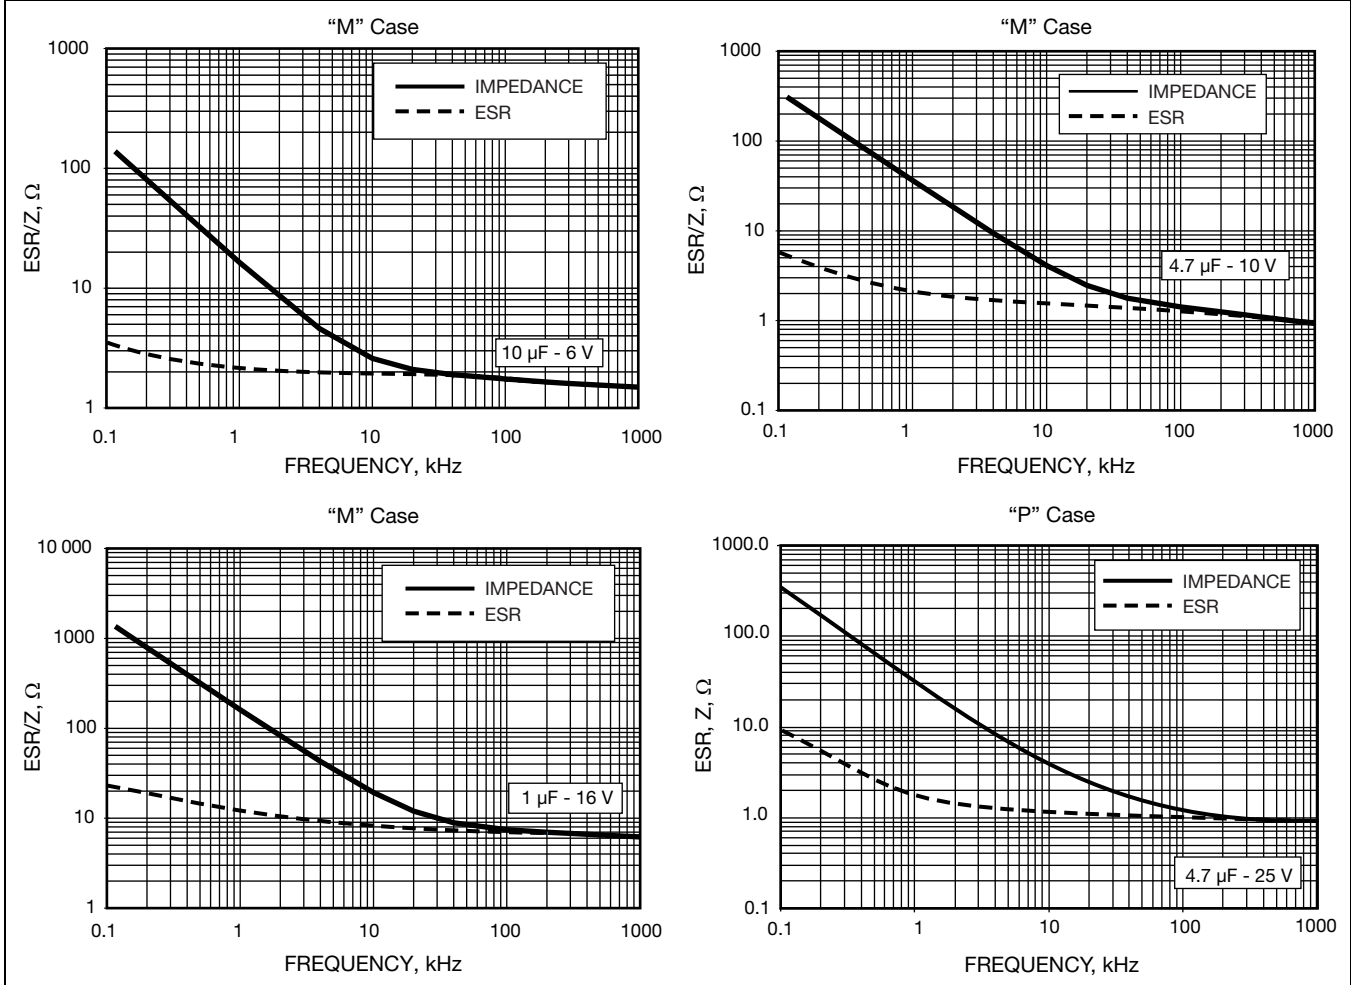 “M” Case
1000
100
10
1
ESR/Z, Ω
IMPEDANCE
ESR
10 µF - 6 V
0.1 1 10 100 1000
FREQUENCY, kHz
“M” Case
1000
100
10
1
0.1
ESR/Z, Ω
IMPEDANCE
ESR
4.7 µF - 10 V
0.1 1 10 100 1000
FREQUENCY, kHz
“M” Case
10 000
1000
100
10
1
ESR/Z, Ω
IMPEDANCE
ESR
1 µF - 16 V
0.1 1 10 100 1000
FREQUENCY, kHz
“P” Case
1000.0
100.0
10.0
1.0
0.1
ESR, Z, Ω
IMPEDANCE
ESR
4.7 µF - 25 V
0.1 1 10 100 1000
FREQUENCY, kHz